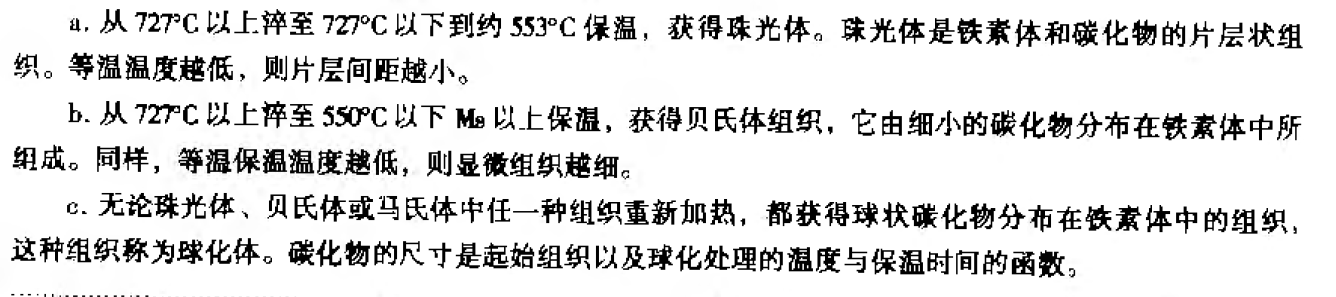 a. 从 727°C 以上淬至 727°C 以下到约 553°C 保温，获得珠光体。珠光体是铁素体和碳化物的片层状组
织。等温温度越低，则片层间距越小。
b. 从 727°C 以上淬至 550°C 以下 Ms 以上保温，获得贝氏体组织，它由细小的碳化物分布在铁素体中所
组成。同样，等温保温温度越低，则显微组织越细。
c. 无论珠光体、贝氏体或马氏体中任一种组织重新加热，都获得球状碳化物分布在铁素体中的组织，
这种组织称为球化体。碳化物的尺寸是起始组织以及球化处理的温度与保温时间的函数。